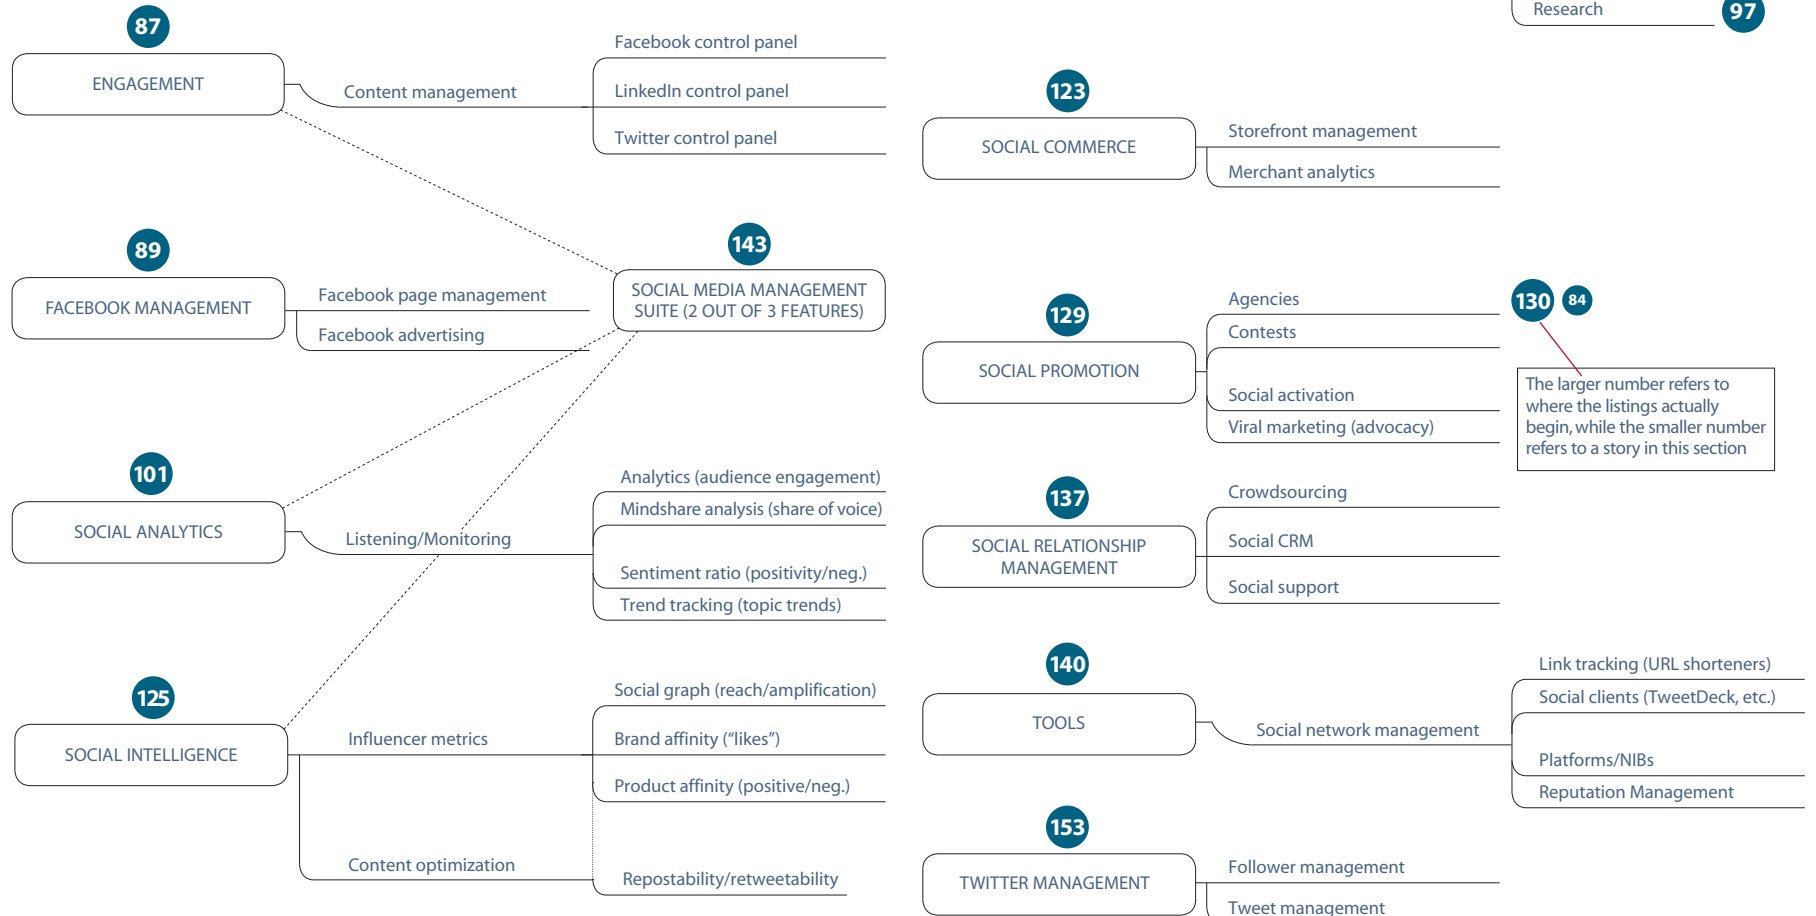 87
ENGAGEMENT
Content management
Facebook control panel
LinkedIn control panel
Twitter control panel
89
FACEBOOK MANAGEMENT
Facebook page management
Facebook advertising
143
SOCIAL MEDIA MANAGEMENT
SUITE (2 OUT OF 3 FEATURES)
101
SOCIAL ANALYTICS
Listening/Monitoring
Analytics (audience engagement)
Mindshare analysis (share of voice)
Sentiment ratio (positivity/neg.)
Trend tracking (topic trends)
125
SOCIAL INTELLIGENCE
Influencer metrics
Social graph (reach/amplification)
Brand affinity (“likes”)
Product affinity (positive/neg.)
Content optimization
Repostability/retweetability
Research
97
123
SOCIAL COMMERCE
Storefront management
Merchant analytics
129
SOCIAL PROMOTION
Agencies
130
84
Contests
Social activation
Viral marketing (advocacy)
The larger number refers to
where the listings actually
begin, while the smaller number
refers to a story in this section
137
SOCIAL RELATIONSHIP
MANAGEMENT
Crowdsourcing
Social CRM
Social support
140
TOOLS
Social network management
Link tracking (URL shorteners)
Social clients (TweetDeck, etc.)
Platforms/NIBs
Reputation Management
153
TWITTER MANAGEMENT
Follower management
Tweet management